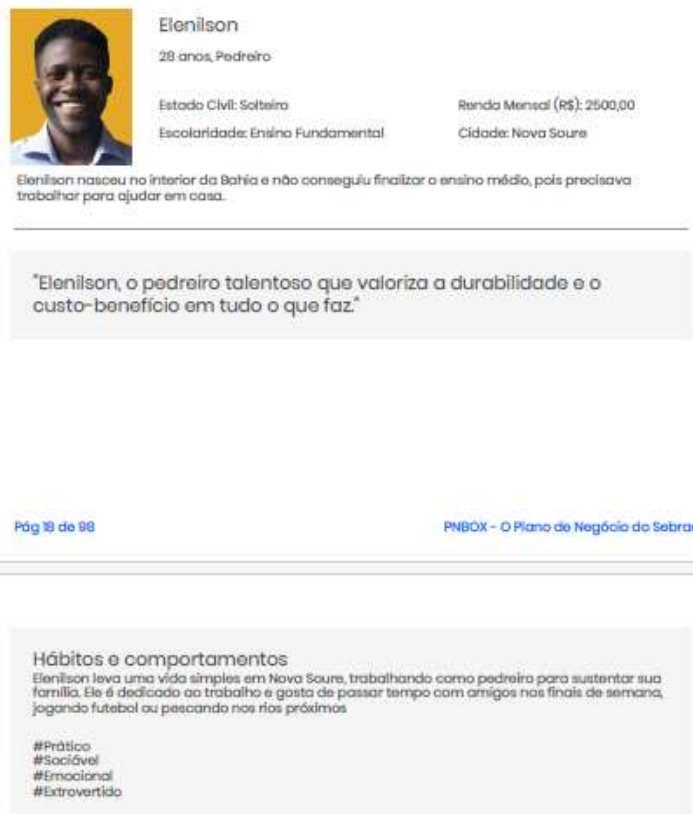 Elenilson
28 anos, Pedreiro
Estado Civil: Solteiro
Renda Mensal (R$): 2500,00
Escolaridade: Ensino Fundamental
Cidade: Nova Soure
Elenilson nasceu no interior da Bahia e não conseguiu finalizar o ensino médio, pois precisava
trabalhar para ajudar em casa.
"Elenilson, o pedreiro talentoso que valoriza a durabilidade e o
custo-benefício em tudo o que faz."
Pág 18 de 98
PNBOX - O Plano de Negócio do Sebrae
Hábitos e comportamentos
Elenilson leva uma vida simples em Nova Soure, trabalhando como pedreiro para sustentar sua
família. Ele é dedicado ao trabalho e gosta de passar tempo com amigos nos finais de semana,
jogando futebol ou pescando nos rios próximos
#Prático
#Sociável
#Emocional
#Extrovertido